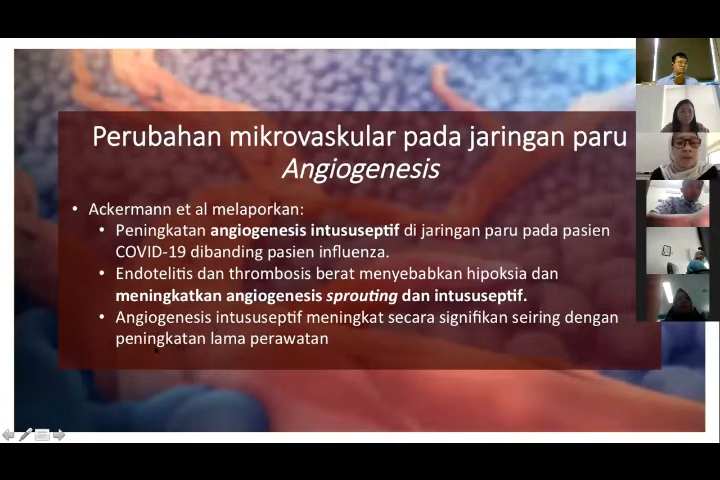 Perubahan mikrovaskular pada jaringan paru
Angiogenesis
• Ackermann et al melaporkan:
• Peningkatan angiogenesis intususeptif di jaringan paru pada pasien
COVID-19 dibanding pasien influenza.
• Endotelitis dan thrombosis berat menyebabkan hipoksia dan
meningkatkan angiogenesis sprouting dan intususeptif.
• Angiogenesis intususeptif meningkat secara signifikan seiring dengan
peningkatan lama perawatan